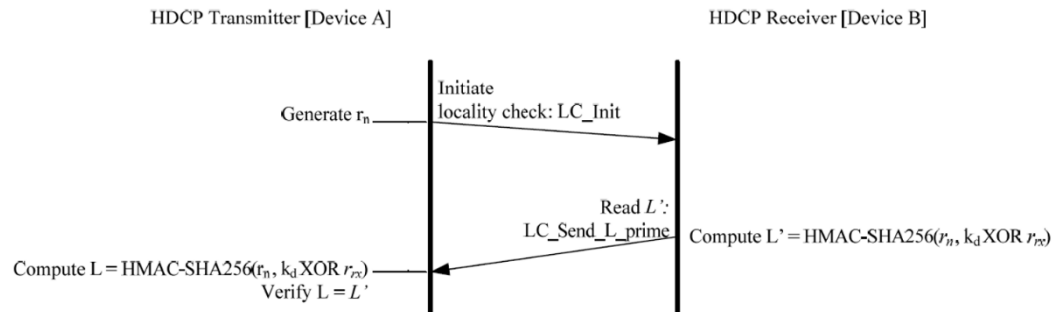 HDCP Transmitter [Device A]
HDCP Receiver [Device B]
Initiate
locality check: LC_Init
Generate rn
Read L’:
LC_Send_L_prime
Compute L’ = HMAC-SHA256(rn, kd XOR rrx)
Compute L = HMAC-SHA256(rn, kd XOR rrx)
Verify L = L’